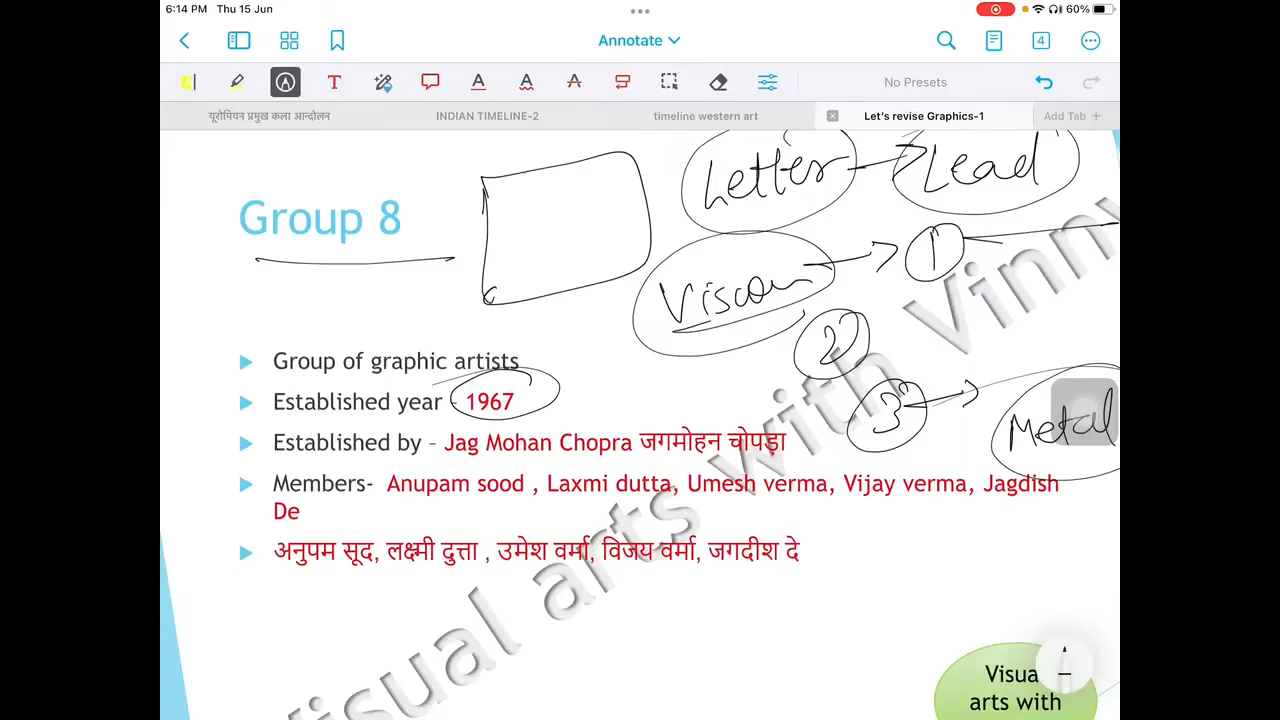 6:14 PM Thu 15 Jun
60%
Annotate
4
T
A
A
A
No Presets
यूरोपियन प्रमुख कला आन्दोलन
INDIAN TIMELINE-2
timeline western art
Let's revise Graphics-1
Add Tab +
Letter → Lead
Group 8
Viscou → 1
2
Group of graphic artists
Established year - 1967
3 → Metal
Established by – Jag Mohan Chopra जगमोहन चोपड़ा
Members- Anupam sood , Laxmi dutta, Umesh verma, Vijay verma, Jagdish
De
अनुपम सूद, लक्ष्मी दुत्ता , उमेश वर्मा, विजय वर्मा, जगदीश दे
Visual arts with Vinny
Visua
arts with